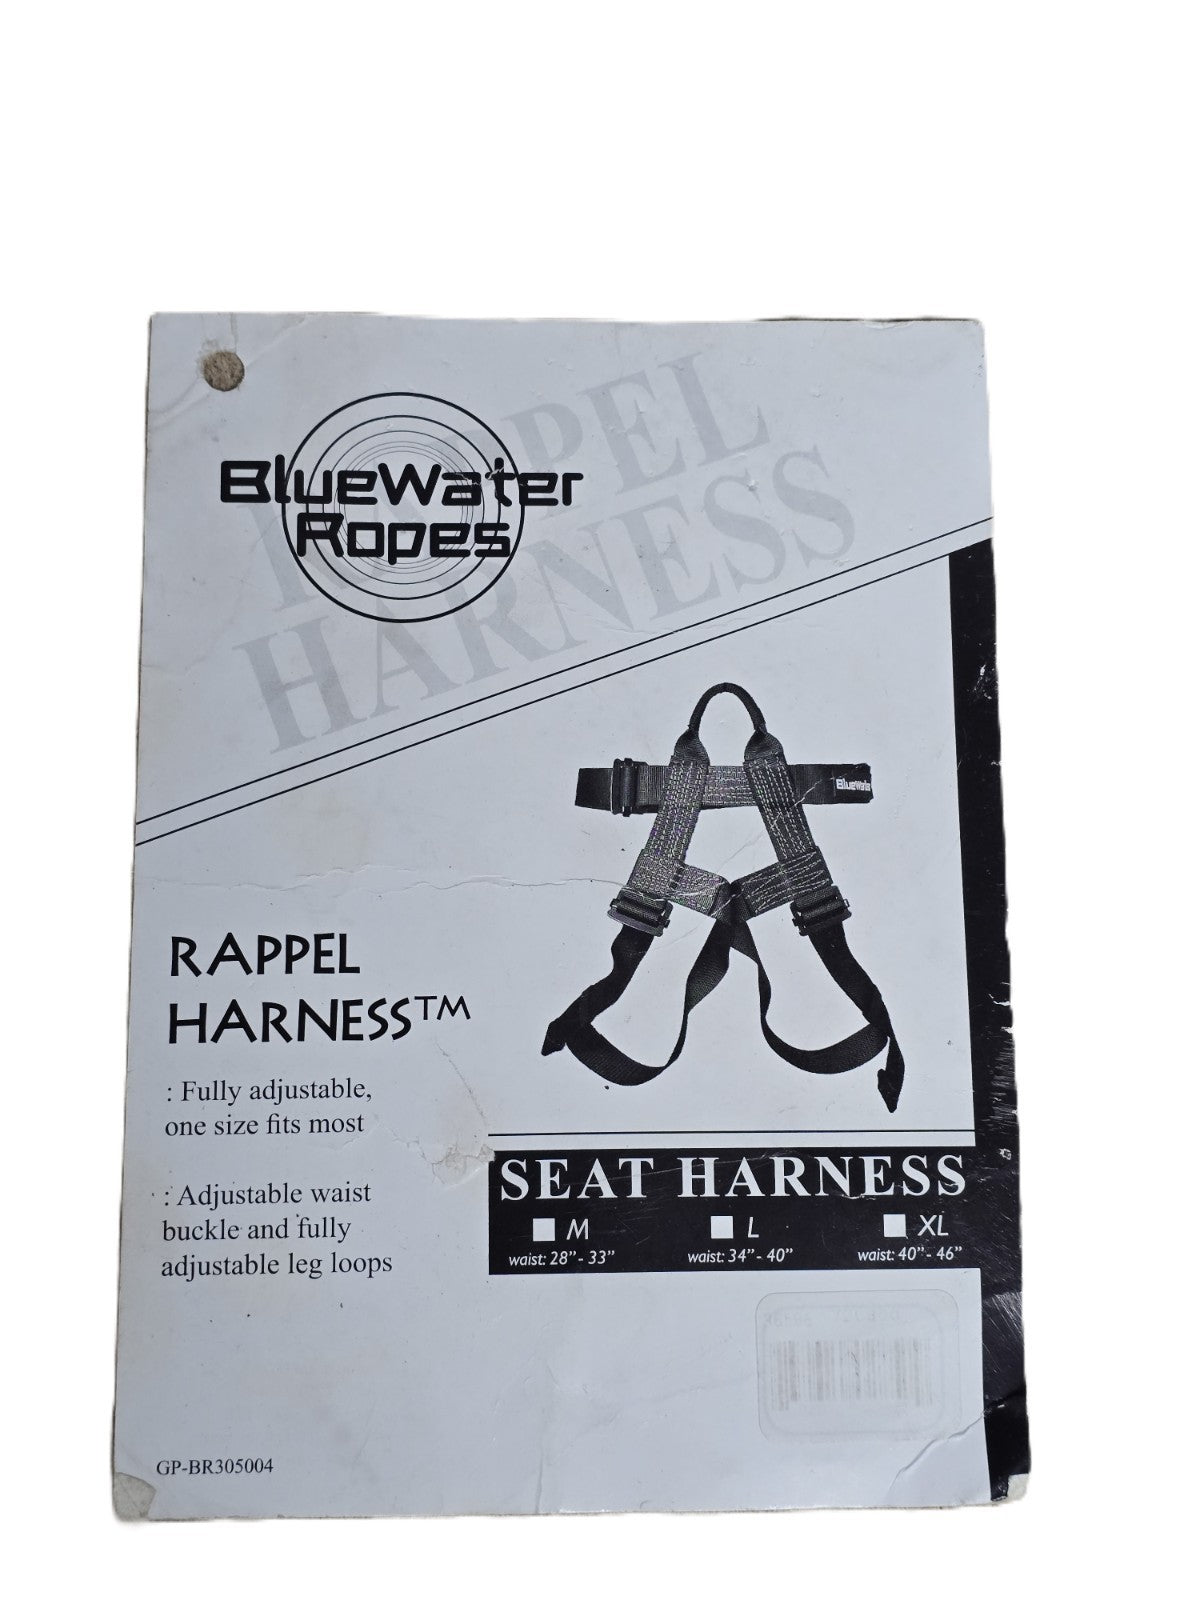 RAPPEL
HARNESS
BlueWater
Ropes
BlueWater
RAPPEL
HARNESS™
: Fully adjustable,
one size fits most
: Adjustable waist
buckle and fully
adjustable leg loops
SEAT HARNESS
M L XL
waist: 28" - 33" waist: 34" - 40" waist: 40" - 46"
GP-BR305004